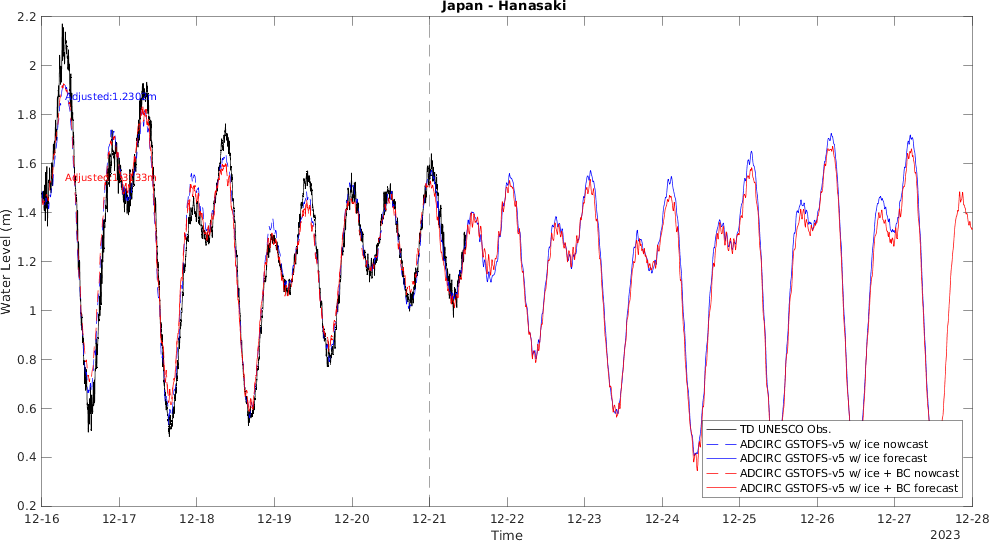 Japan - Hanasaki
Water Level (m)
2.2
2
1.8
1.6
1.4
1.2
1
0.8
0.6
0.4
0.2
TD UNESCO Obs.
ADCIRC GSTOFS-v5 w/ ice nowcast
ADCIRC GSTOFS-v5 w/ ice forecast
ADCIRC GSTOFS-v5 w/ ice + BC nowcast
ADCIRC GSTOFS-v5 w/ ice + BC forecast
12-16 12-17 12-18 12-19 12-20 12-21 12-22 12-23 12-24 12-25 12-26 12-27 12-28
Time
2023